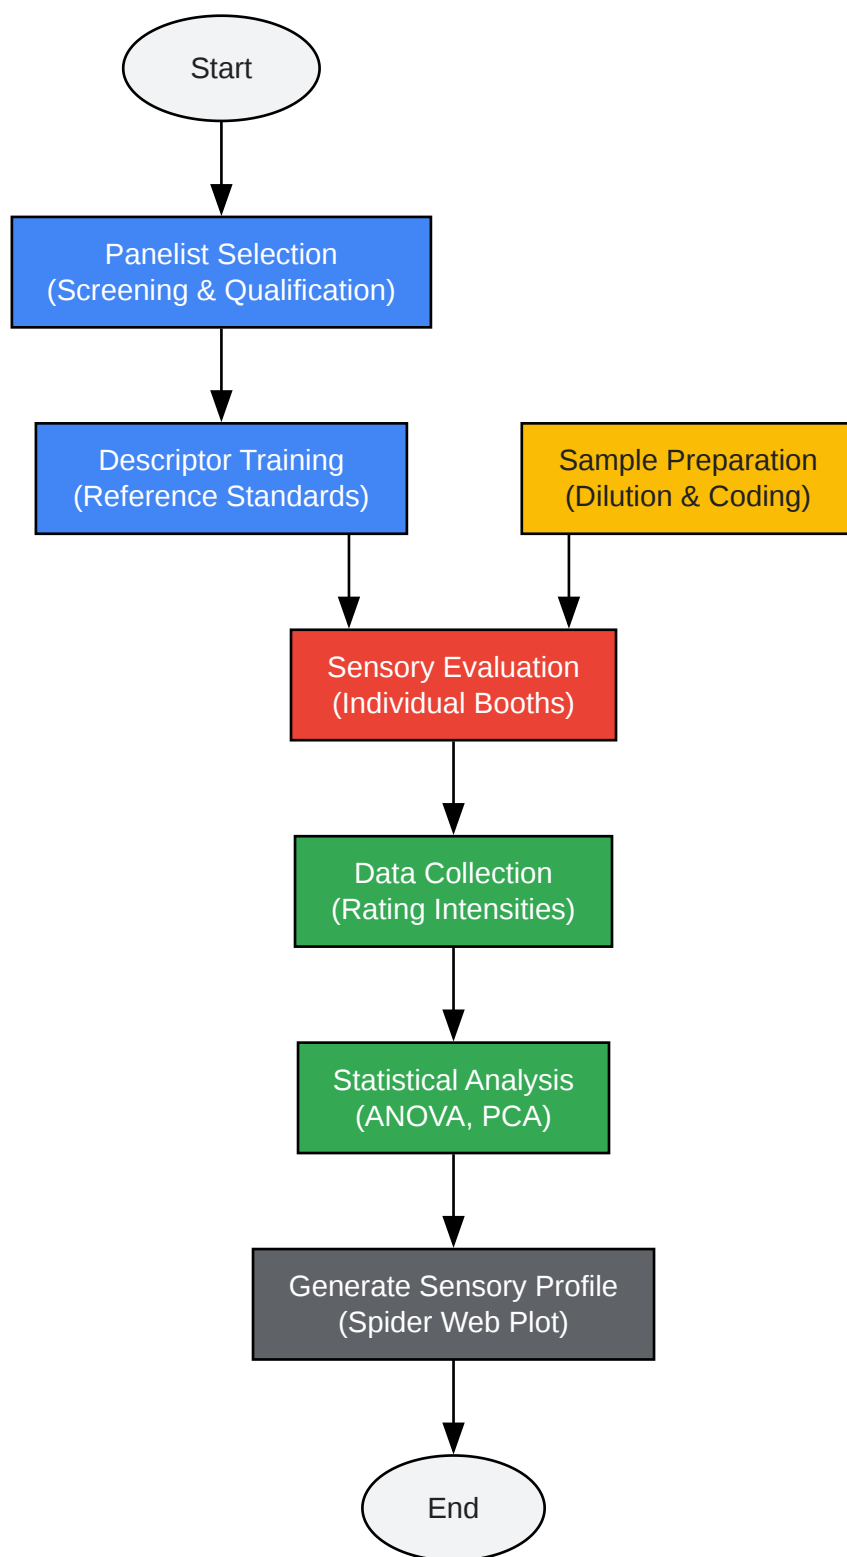 Start
Panelist Selection
(Screening & Qualification)
Descriptor Training
(Reference Standards)
Sample Preparation
(Dilution & Coding)
Sensory Evaluation
(Individual Booths)
Data Collection
(Rating Intensities)
Statistical Analysis
(ANOVA, PCA)
Generate Sensory Profile
(Spider Web Plot)
End